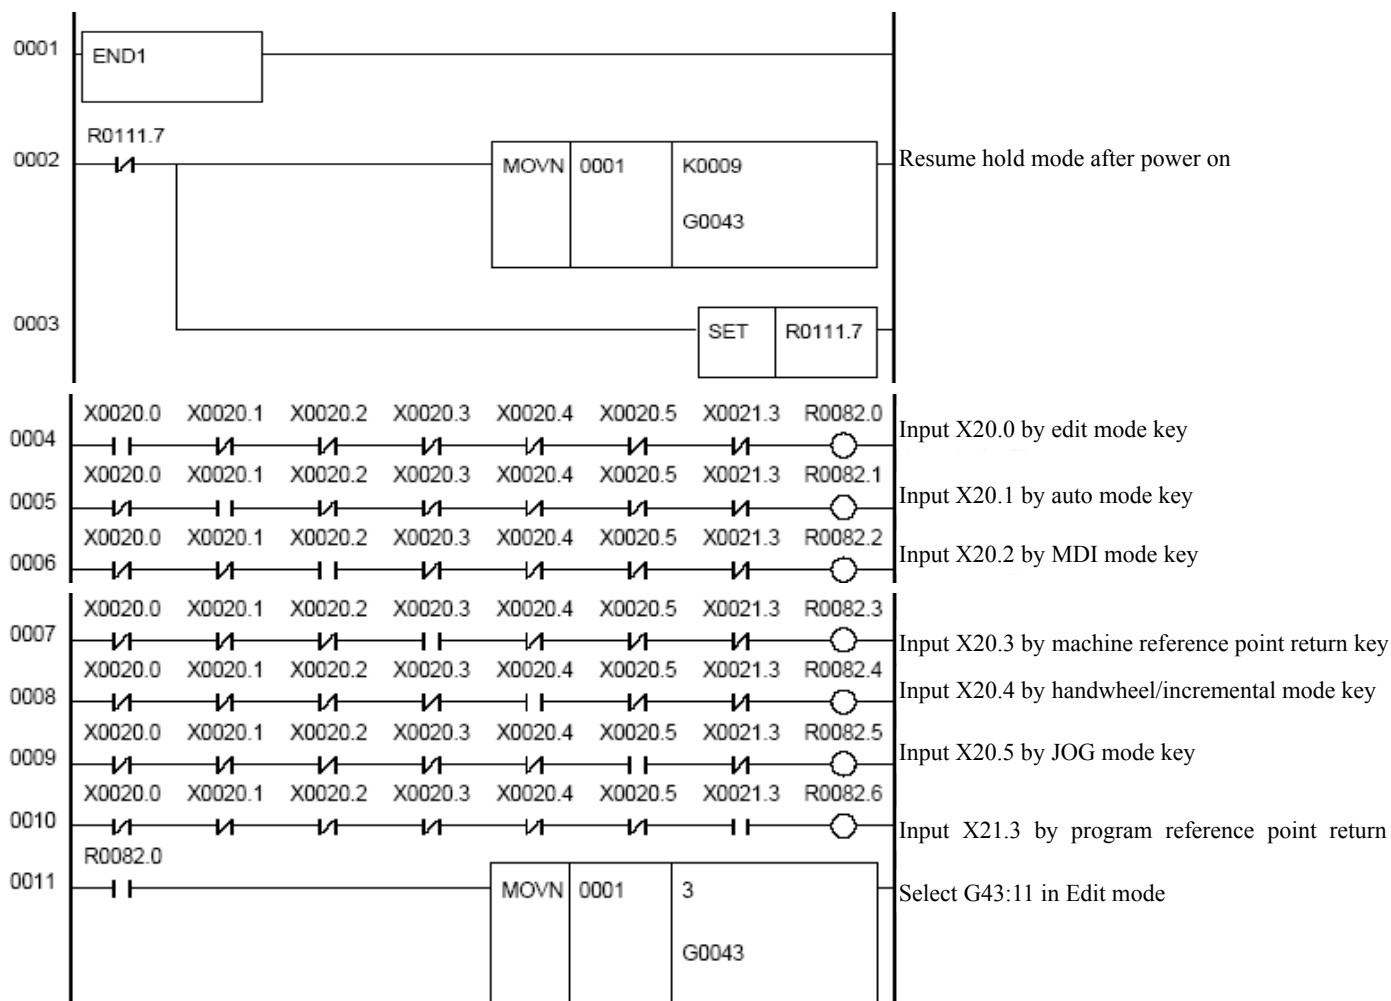 0001
END1
R0111.7
0002
MOVN 0001 K0009
Resume hold mode after power on
G0043
0003
SET R0111.7
X0020.0 X0020.1 X0020.2 X0020.3 X0020.4 X0020.5 X0021.3 R0082.0
0004
Input X20.0 by edit mode key
X0020.0 X0020.1 X0020.2 X0020.3 X0020.4 X0020.5 X0021.3 R0082.1
0005
Input X20.1 by auto mode key
X0020.0 X0020.1 X0020.2 X0020.3 X0020.4 X0020.5 X0021.3 R0082.2
0006
Input X20.2 by MDI mode key
X0020.0 X0020.1 X0020.2 X0020.3 X0020.4 X0020.5 X0021.3 R0082.3
0007
Input X20.3 by machine reference point return key
X0020.0 X0020.1 X0020.2 X0020.3 X0020.4 X0020.5 X0021.3 R0082.4
0008
Input X20.4 by handwheel/incremental mode key
X0020.0 X0020.1 X0020.2 X0020.3 X0020.4 X0020.5 X0021.3 R0082.5
0009
Input X20.5 by JOG mode key
X0020.0 X0020.1 X0020.2 X0020.3 X0020.4 X0020.5 X0021.3 R0082.6
0010
Input X21.3 by program reference point return
R0082.0
0011
MOVN 0001 3
Select G43:11 in Edit mode
G0043